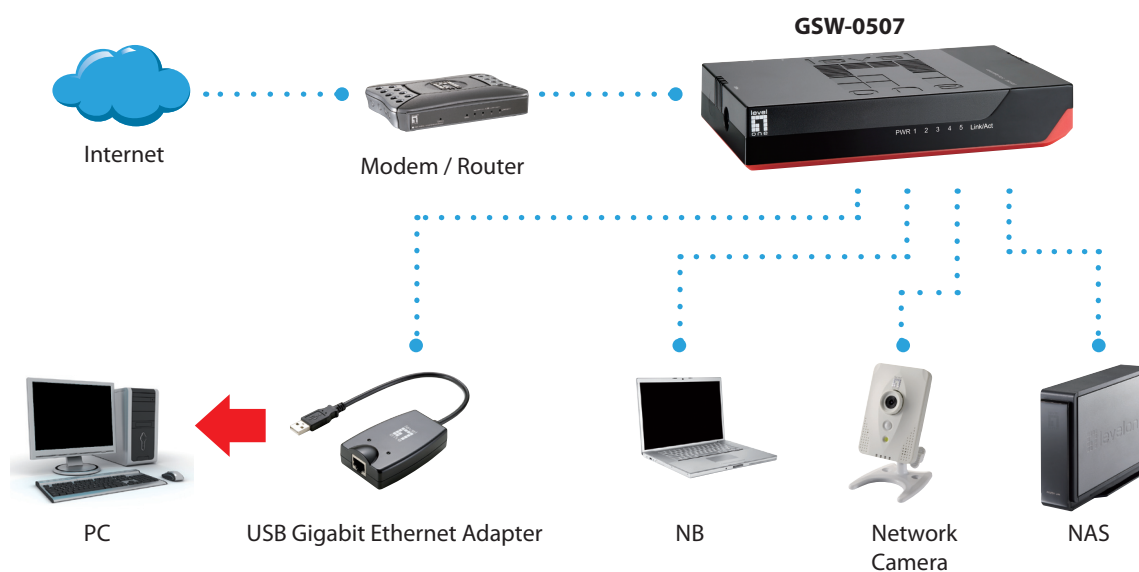 GSW-0507
level
one
PWR 1 2 3 4 5 Link/Act
Internet
Modem / Router
levelon
PC
USB Gigabit Ethernet Adapter
NB
Network
Camera
NAS